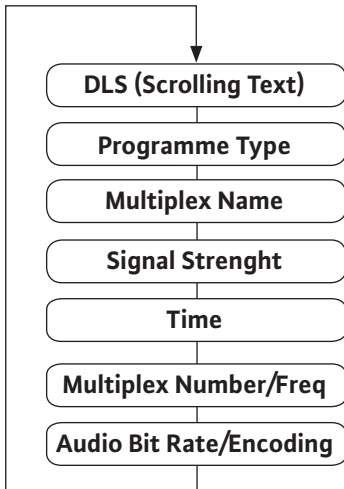 DLS (Scrolling Text)
Programme Type
Multiplex Name
Signal Strenght
Time
Multiplex Number/Freq
Audio Bit Rate/Encoding